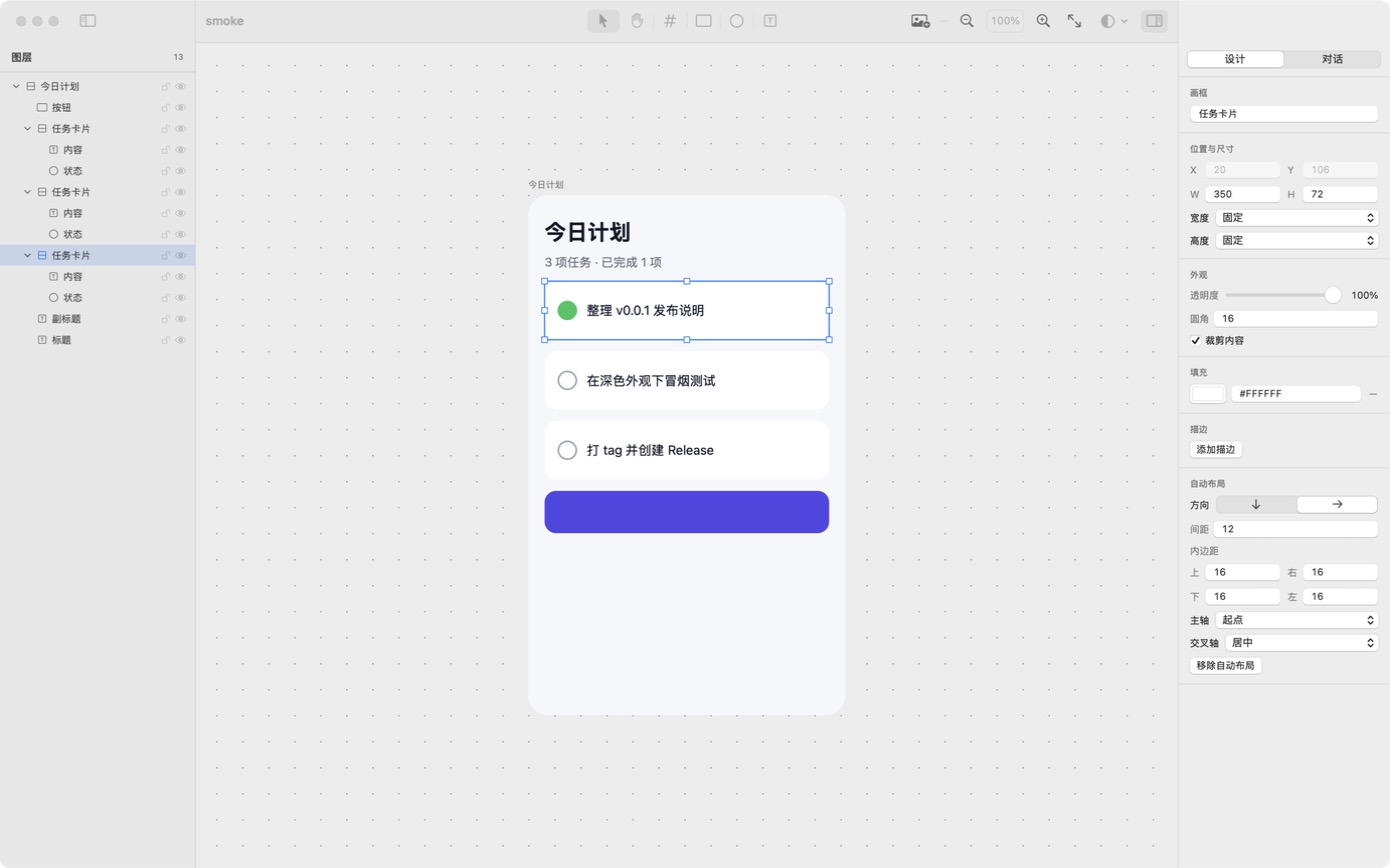 smoke
100%
图层
13
今日计划
按钮
任务卡片
内容
状态
任务卡片
内容
状态
任务卡片
内容
状态
副标题
标题
今日计划
今日计划
3 项任务 · 已完成 1 项
整理 v0.0.1 发布说明
在深色外观下冒烟测试
打 tag 并创建 Release
设计 对话
画框
任务卡片
位置与尺寸
X 20 Y 106
W 350 H 72
宽度 固定
高度 固定
外观
透明度 100%
圆角 16
裁剪内容
填充
#FFFFFF
描边
添加描边
自动布局
方向
间距 12
内边距
上 16 右 16
下 16 左 16
主轴 起点
交叉轴 居中
移除自动布局